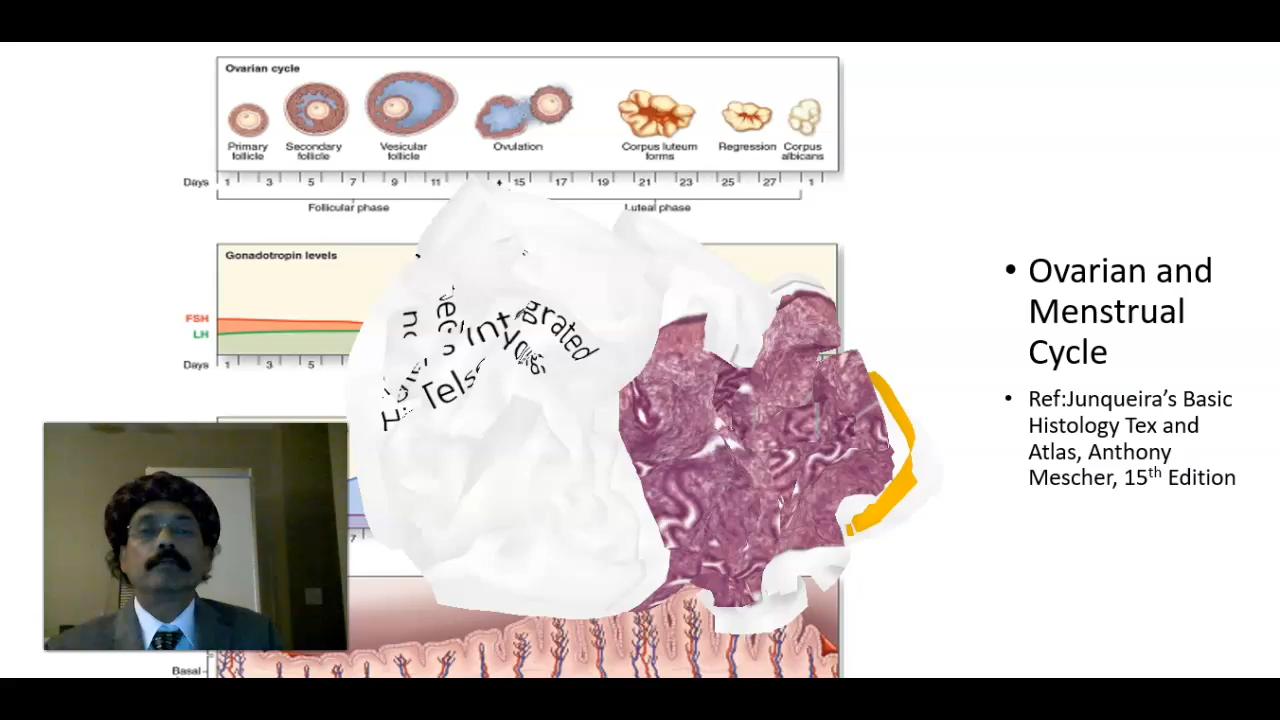 Ovarian cycle
Primary follicle
Secondary follicle
Vesicular follicle
Ovulation
Corpus luteum forms
Regression
Corpus albicans
Days 1 3 5 7 9 11 15 17 19 21 23 25 27 1
Follicular phase
Luteal phase
Gonadotropin levels
FSH
LH
Days 1 3 5
7
Basal
• Ovarian and
Menstrual
Cycle
• Ref:Junqueira’s Basic
Histology Tex and
Atlas, Anthony
Mescher, 15th Edition